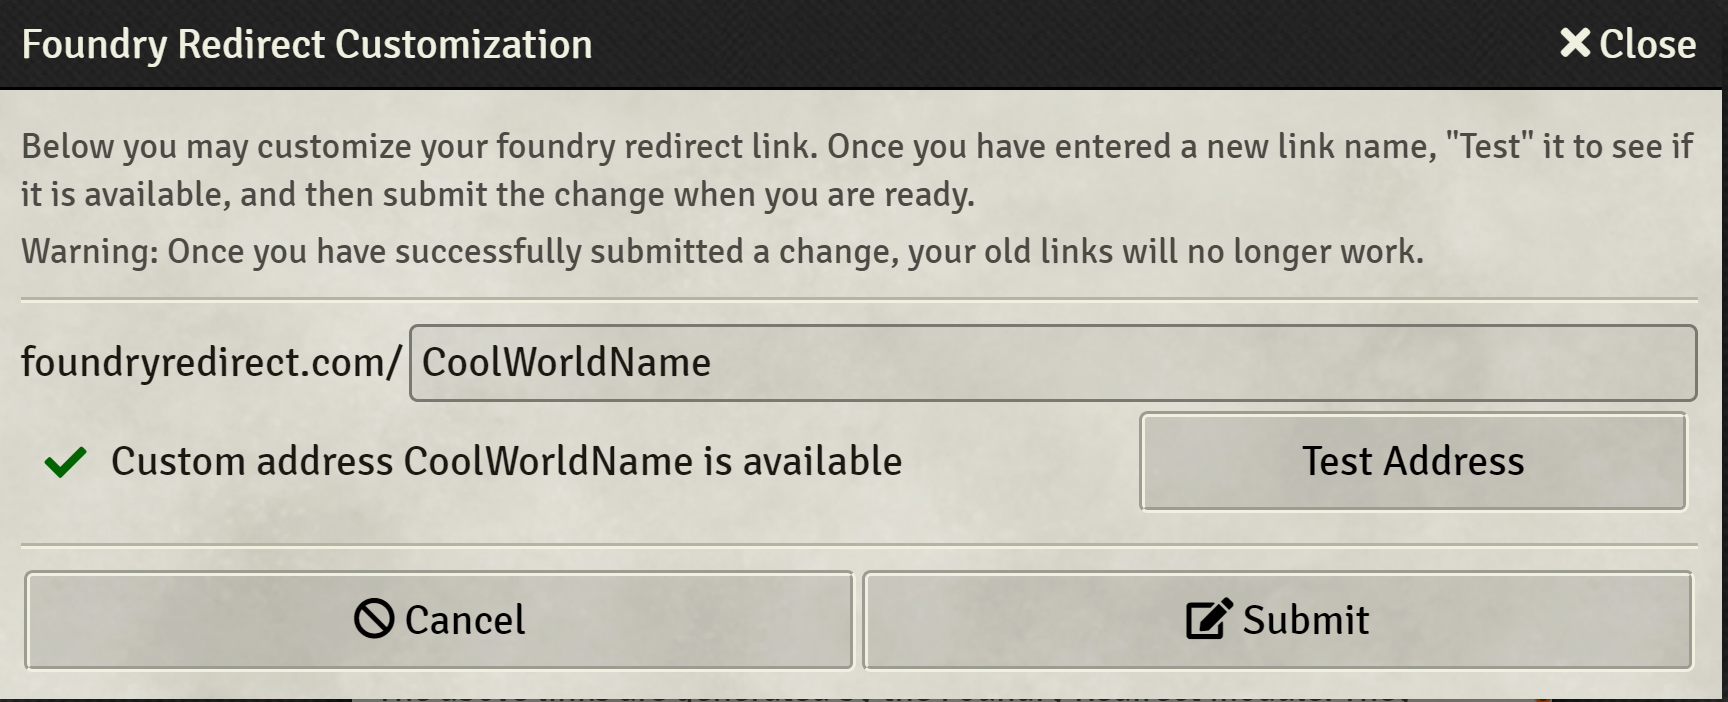 Foundry Redirect Customization
Close
Below you may customize your foundry redirect link. Once you have entered a new link name, "Test" it to see if
it is available, and then submit the change when you are ready.
Warning: Once you have successfully submitted a change, your old links will no longer work.
foundryredirect.com/ CoolWorldName
Custom address CoolWorldName is available
Test Address
Cancel
Submit